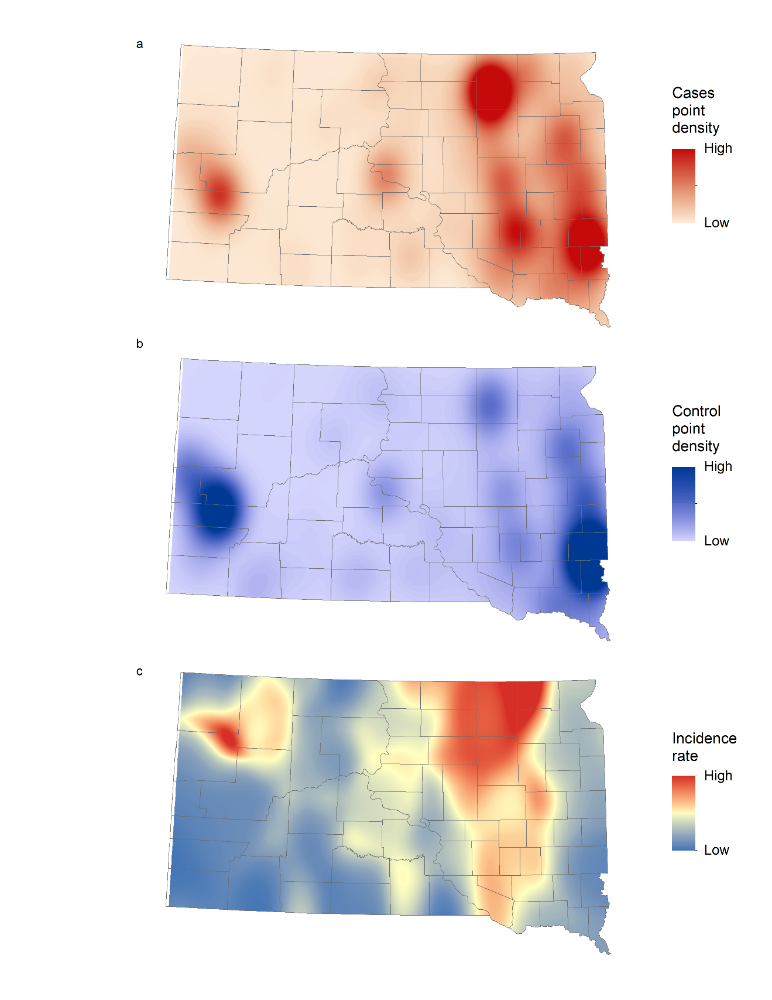 a
Cases
point
density
High
Low
b
Control
point
density
High
Low
c
Incidence
rate
High
Low